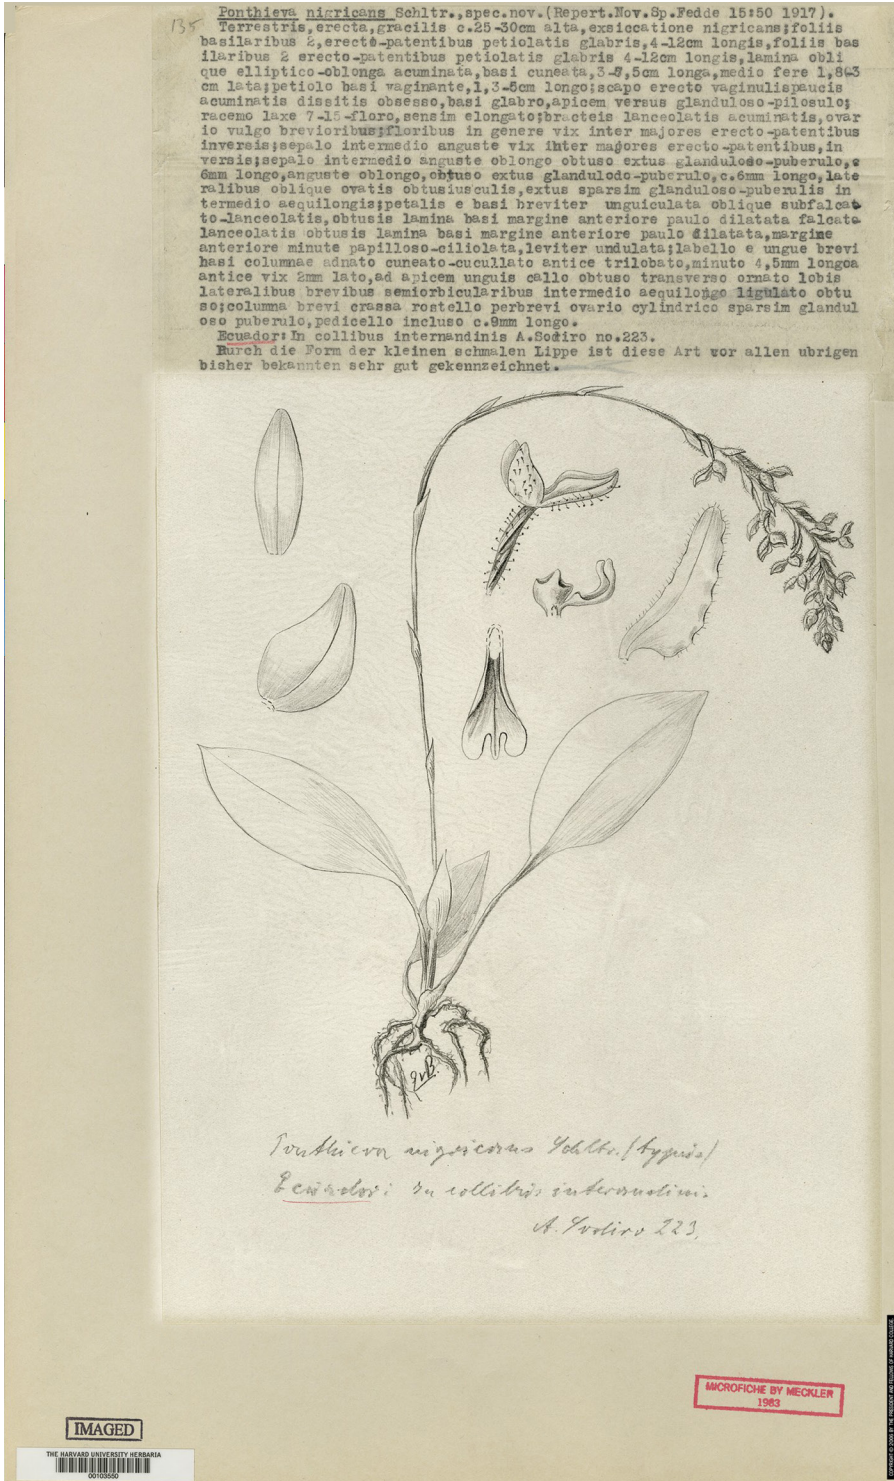 135
Ponthieva nigricans Schltr.,spec.nov.(Repert.Nov.Sp.Fedde 15:50 1917).
Terrestris,erecta,gracilis c.25-30cm alta,exsiccatione nigricans;foliis
basilaribus 2,erecto-patentibus petiolatis glabris,4-12cm longis,foliis bas
ilaribus 2 erecto-patentibus petiolatis glabris 4-12cm longis,lamina obli
que elliptico-oblonga acuminata,basi cuneata,3-7,5cm longa,medio fere
cm lata;petiolo basi vaginante,1,3-5cm longo;scapo erecto vaginulispaucis
acuminatis dissitis obsesso,basi glabro,apicem versus glanduloso-pilosulo;
racemo laxe 7-15-floro,sensim elongato;bracteis lanceolatis acuminatis,ovar
io vulgo brevioribus;floribus in genere vix inter majores erecto-patentibus
inversis;sepalo intermedio anguste vix inter majores erecto-patentibus,in
versis;sepalo intermedio anguste oblongo obtuso extus glanduloso-puberulo,c
6mm longo,anguste oblongo,obtuso extus glandulodo-puberulo,c.6mm longo,late
ralibus oblique ovatis obtusiusculis,extus sparsim glanduloso-puberulis in
termedio aequilongis;petalis e basi breviter unguiculata oblique subfalcat
to-lanceolatis,obtusis lamina basi margine anteriore paulo dilatata falcato
lanceolatis obtusis lamina basi margine anteriore paulo dilatata,margine
anteriore minute papilloso-ciliolata,leviter undulata;labello e ungue brevi
basi columnae adnato cuneato-cucullato antice trilobato,minuto 4,5mm longoa
antice vix 2mm lato,ad apicem unguis callo obtuso transverso ornato lobis
lateralibus brevibus semiorbicularibus intermedio aequilongo ligulato obtu
so;columna brevi crassa rostello perbrevi ovario cylindrico sparsim glandul
oso puberulo,pedicello incluso c.9mm longo.
Ecuador:In collibus internandinis A.Sodiro no.223.
Durch die Form der kleinen schmalen Lippe ist diese Art vor allen ubrigen
bisher bekannten sehr gut gekennzeichnet.
Ponthieva nigricans Schltr. (typus)
Ecuador: In collibus interandinis
A. Sodiro 223.
MICROFICHE BY MECKLER
1983
IMAGED
THE HARVARD UNIVERSITY HERBARIA
00103550